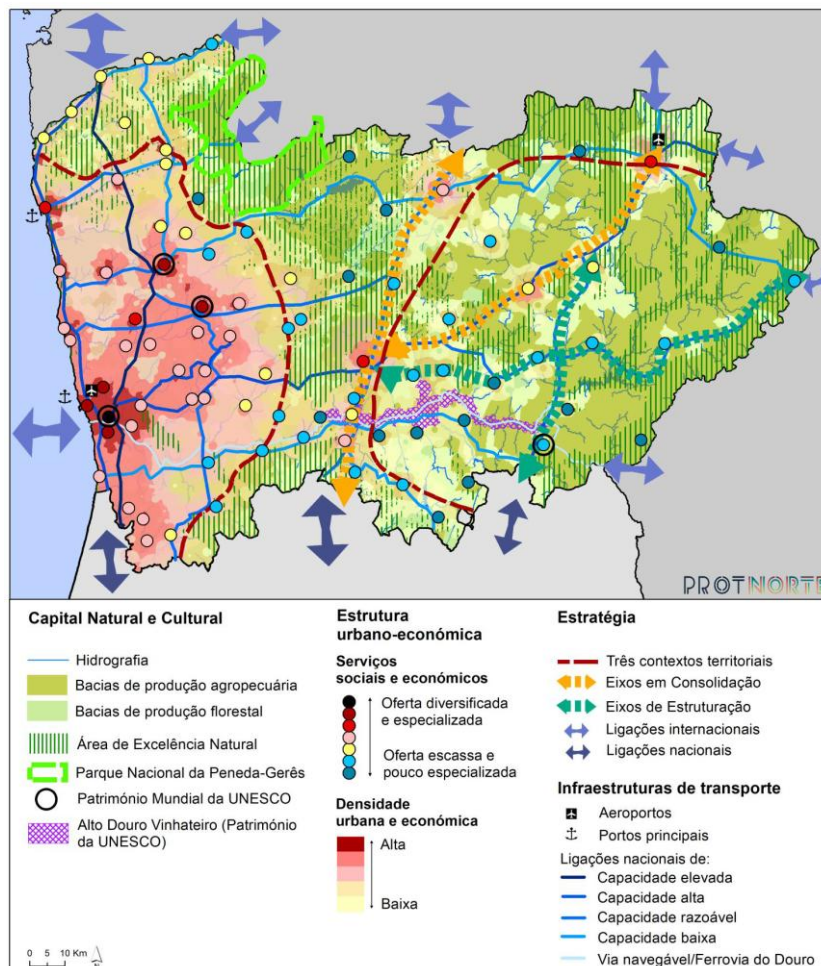 PROTNORTE
Capital Natural e Cultural
Hidrografia
Bacias de produção agropecuária
Bacias de produção florestal
Área de Excelência Natural
Parque Nacional da Peneda-Gerês
Património Mundial da UNESCO
Alto Douro Vinhateiro (Património
da UNESCO)
0 5 10 Km
Estrutura
urbano-económica
Serviços
sociais e económicos
Oferta diversificada
e especializada
Oferta escassa e
pouco especializada
Densidade
urbana e económica
Alta
Baixa
Estratégia
Três contextos territoriais
Eixos em Consolidação
Eixos de Estruturação
Ligações internacionais
Ligações nacionais
Infraestruturas de transporte
Aeroportos
Portos principais
Ligações nacionais de:
Capacidade elevada
Capacidade alta
Capacidade razoável
Capacidade baixa
Via navegável/Ferrovia do Douro